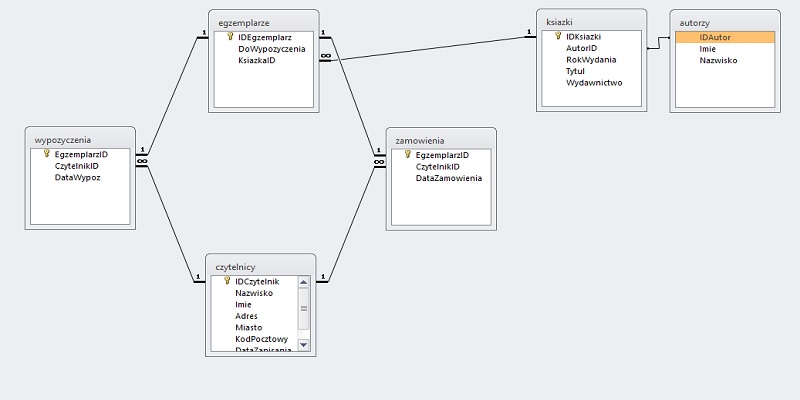 egzemplarze
IDEgzemplarz
DoWypozyczenia
KsiazkaID
ksiazki
IDKsiazki
AutorID
RokWydania
Tytul
Wydawnictwo
autorzy
IDAutor
Imie
Nazwisko
wypozyczenia
EgzemplarzID
CzytelnikID
DataWypoz
zamowienia
EgzemplarzID
CzytelnikID
DataZamowienia
czytelnicy
IDCzytelnik
Nazwisko
Imie
Adres
Miasto
KodPocztowy
DataZapisania
1
1
∞
1
1
∞
1
∞
1
1